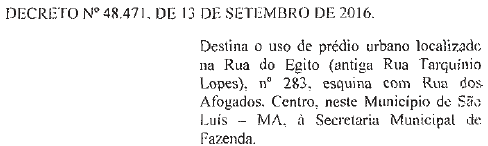 DECRETO Nº 48.471, DE 13 DE SETEMBRO DE 2016.
Destina o uso de prédio urbano localizado
na Rua do Egito (antiga Rua Tarquínio
Lopes), nº 283, esquina com Rua dos
Afogados, Centro, neste Município de São
Luís – MA, à Secretaria Municipal de
Fazenda.